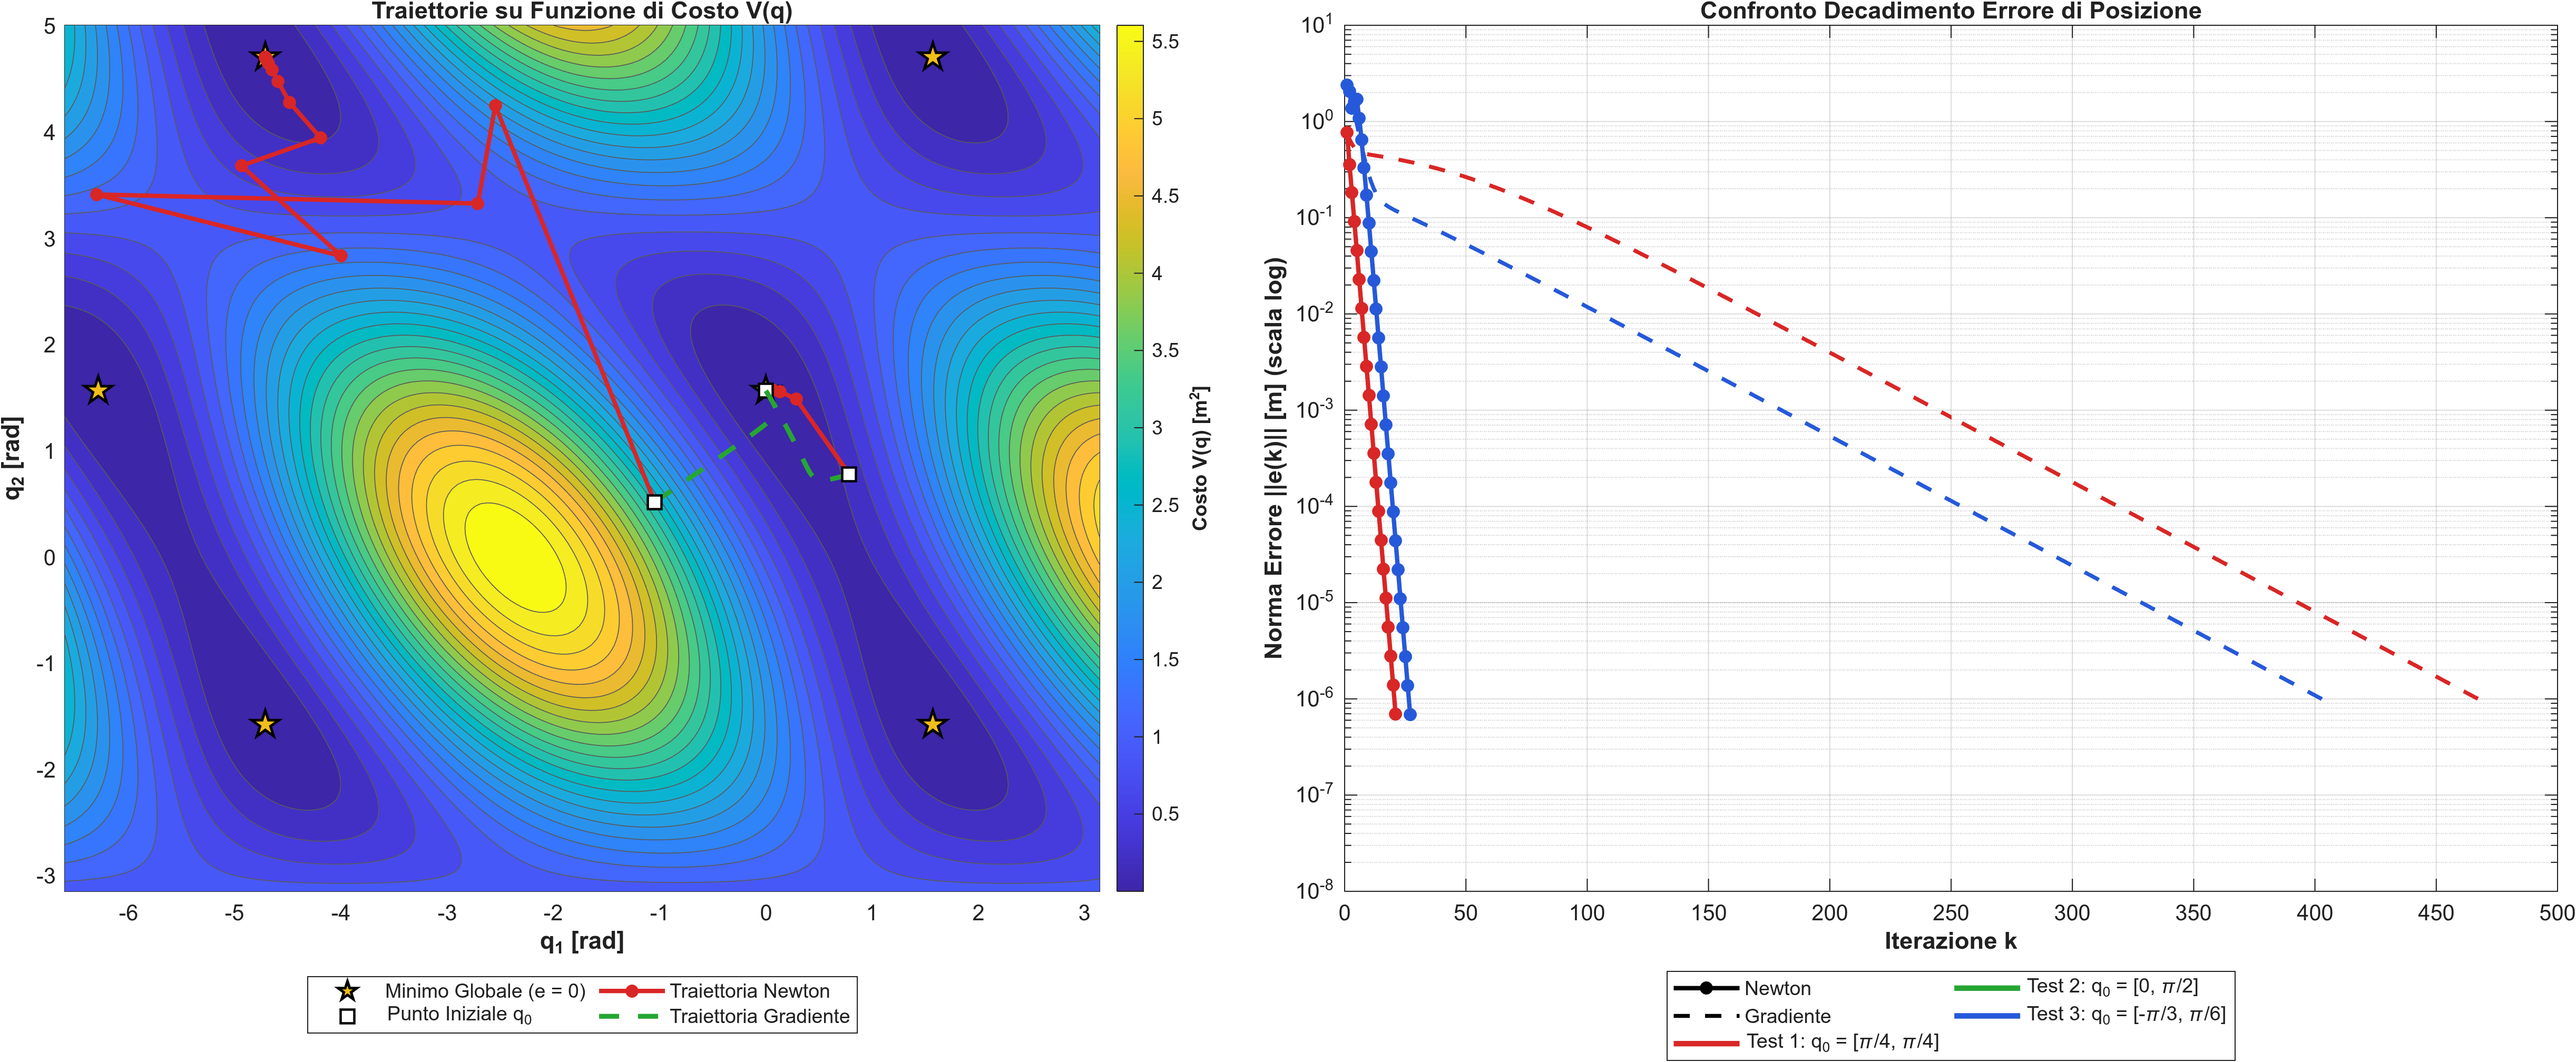 Traiettorie su Funzione di Costo V(q)
5
4
3
2
1
0
-1
-2
-3
q₂ [rad]
-6 -5 -4 -3 -2 -1 0 1 2 3
q₁ [rad]
5.5
5
4.5
4
3.5
3
2.5
2
1.5
1
0.5
Costo V(q) [m²]
Minimo Globale (e = 0)
Punto Iniziale q₀
Traiettoria Newton
Traiettoria Gradiente
Confronto Decadimento Errore di Posizione
10¹
10⁰
10⁻¹
10⁻²
10⁻³
10⁻⁴
10⁻⁵
10⁻⁶
10⁻⁷
10⁻⁸
Norma Errore ||e(k)|| [m] (scala log)
0 50 100 150 200 250 300 350 400 450 500
Iterazione k
Newton
Gradiente
Test 1: q₀ = [π/4, π/4]
Test 2: q₀ = [0, π/2]
Test 3: q₀ = [-π/3, π/6]